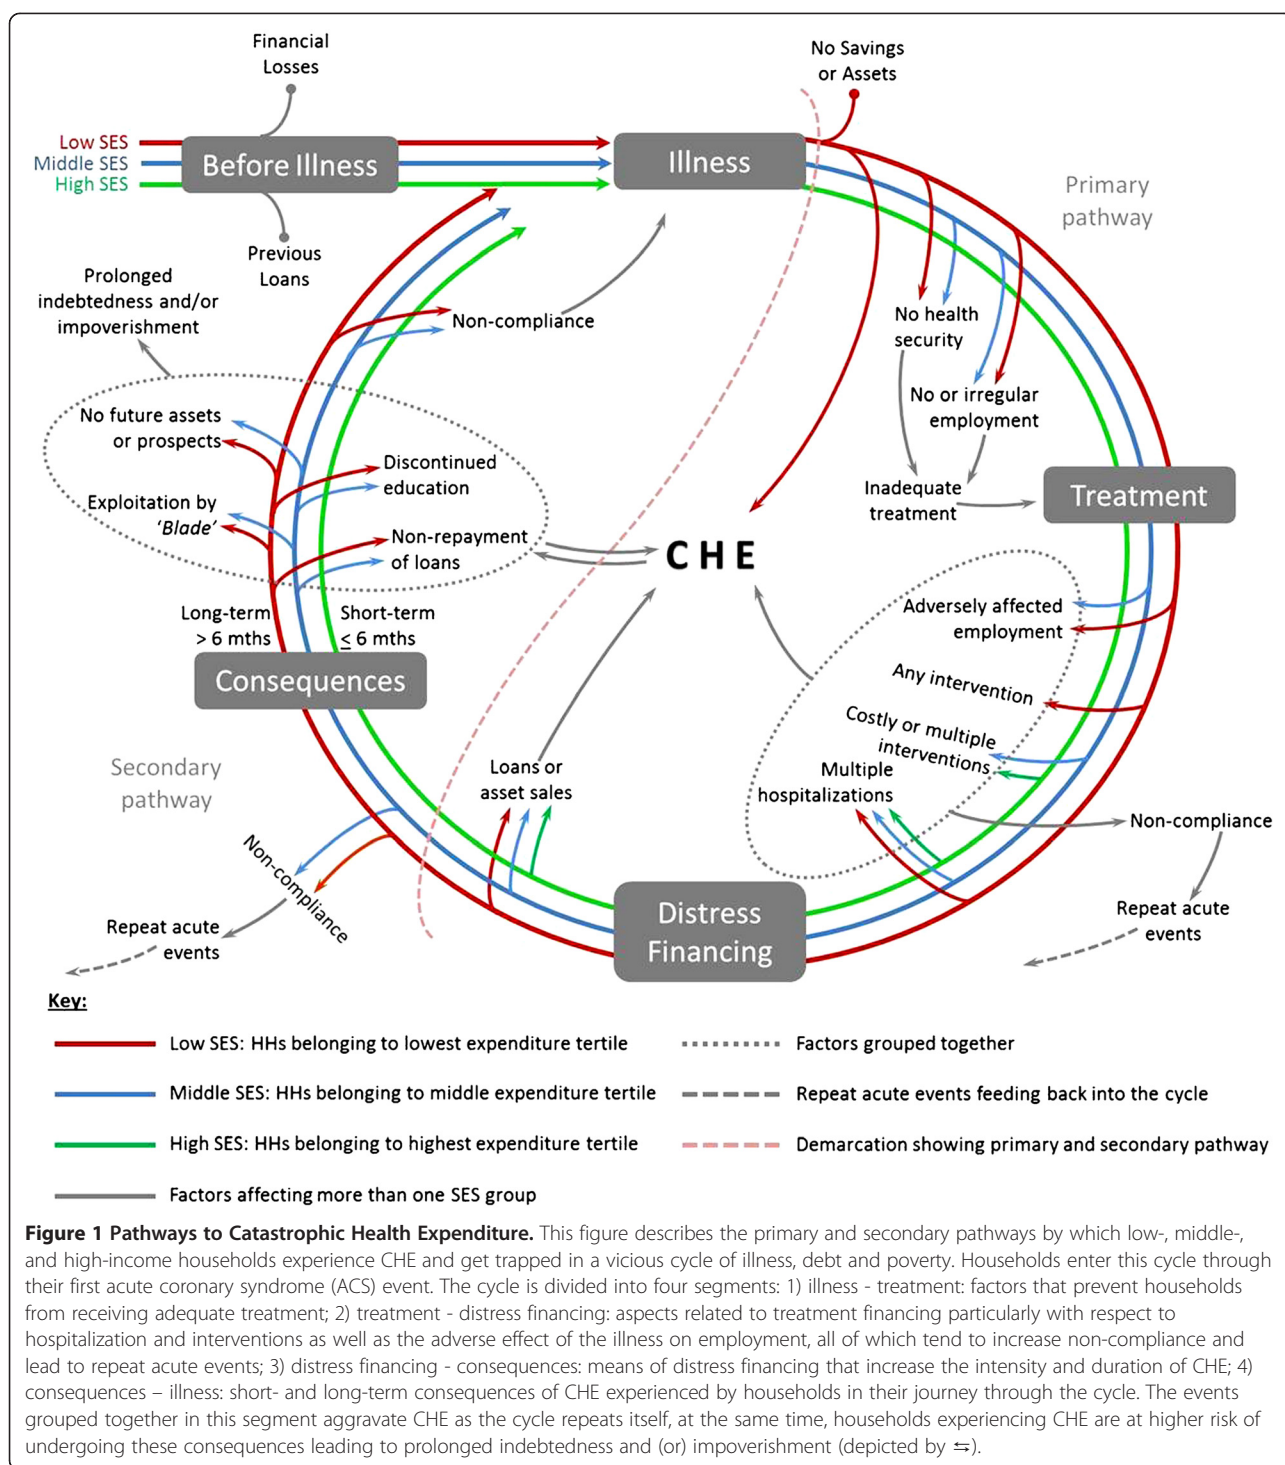 Financial
Losses
No Savings
or Assets
Low SES
Middle SES
High SES
Before Illness
Illness
Primary
pathway
Previous
Loans
Prolonged
indebtedness and/or
impoverishment
Non-compliance
No health
security
No or irregular
employment
No future assets
or prospects
Discontinued
education
Exploitation by
‘Blade’
Non-repayment
of loans
Inadequate
treatment
Treatment
CHE
Long-term
> 6 mths
Short-term
≤ 6 mths
Consequences
Adversely affected
employment
Any intervention
Costly or multiple
interventions
Multiple
hospitalizations
Secondary
pathway
Loans or
asset sales
Non-compliance
Non-compliance
Repeat acute
events
Distress
Financing
Repeat acute
events
Key:
Low SES: HHs belonging to lowest expenditure tertile
Factors grouped together
Middle SES: HHs belonging to middle expenditure tertile
Repeat acute events feeding back into the cycle
High SES: HHs belonging to highest expenditure tertile
Demarcation showing primary and secondary pathway
Factors affecting more than one SES group
Figure 1 Pathways to Catastrophic Health Expenditure. This figure describes the primary and secondary pathways by which low-, middle-,
and high-income households experience CHE and get trapped in a vicious cycle of illness, debt and poverty. Households enter this cycle through
their first acute coronary syndrome (ACS) event. The cycle is divided into four segments: 1) illness - treatment: factors that prevent households
from receiving adequate treatment; 2) treatment - distress financing: aspects related to treatment financing particularly with respect to
hospitalization and interventions as well as the adverse effect of the illness on employment, all of which tend to increase non-compliance and
lead to repeat acute events; 3) distress financing - consequences: means of distress financing that increase the intensity and duration of CHE; 4)
consequences – illness: short- and long-term consequences of CHE experienced by households in their journey through the cycle. The events
grouped together in this segment aggravate CHE as the cycle repeats itself, at the same time, households experiencing CHE are at higher risk of
undergoing these consequences leading to prolonged indebtedness and (or) impoverishment (depicted by ⇆).